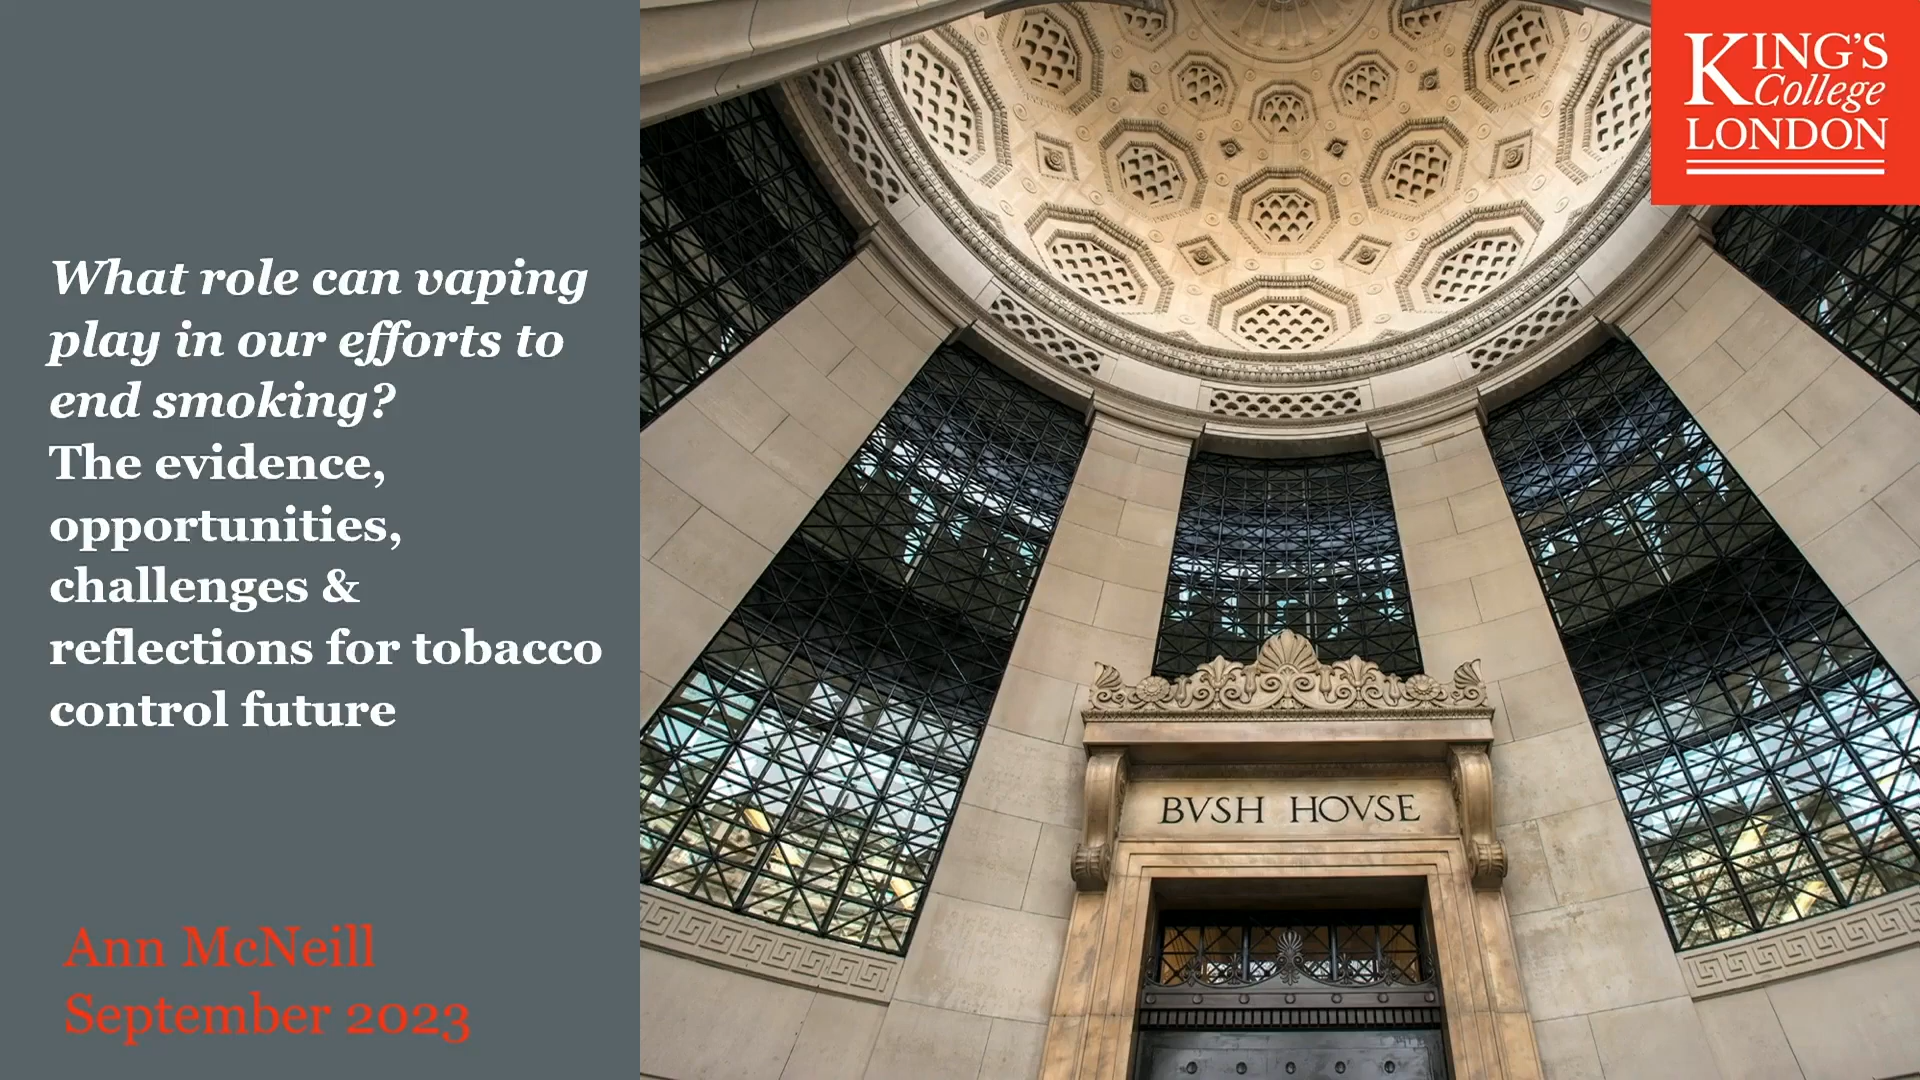 What role can vaping
play in our efforts to
end smoking?
The evidence,
opportunities,
challenges &
reflections for tobacco
control future
Ann McNeill
September 2023
KING'S
College
LONDON
BVSH HOVSE